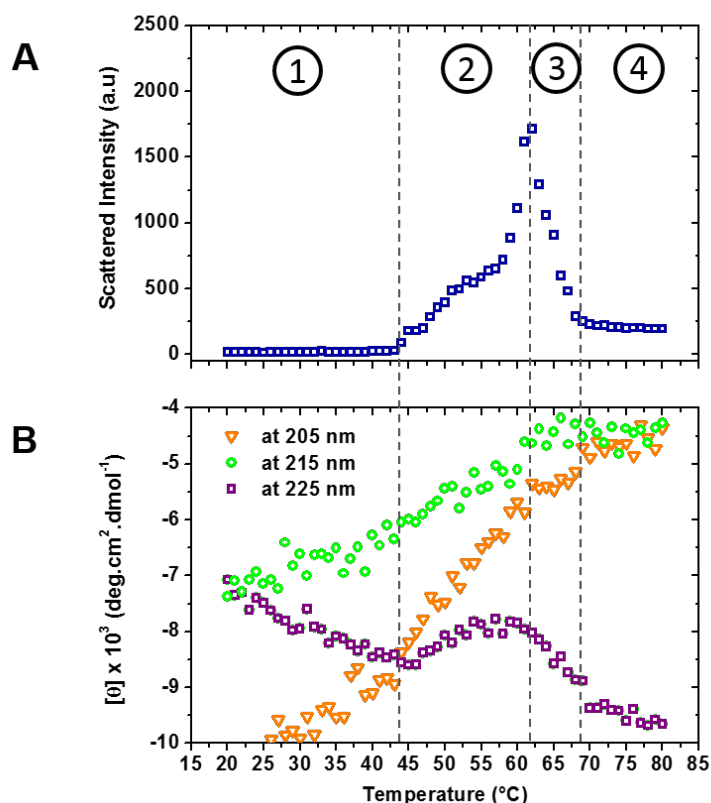 A
Scattered Intensity (a.u)
2500
2000
1500
1000
500
0
1
2
3
4
B
[θ] x 10³ (deg.cm².dmol⁻¹)
-4
-5
-6
-7
-8
-9
-10
at 205 nm
at 215 nm
at 225 nm
15 20 25 30 35 40 45 50 55 60 65 70 75 80 85
Temperature (°C)